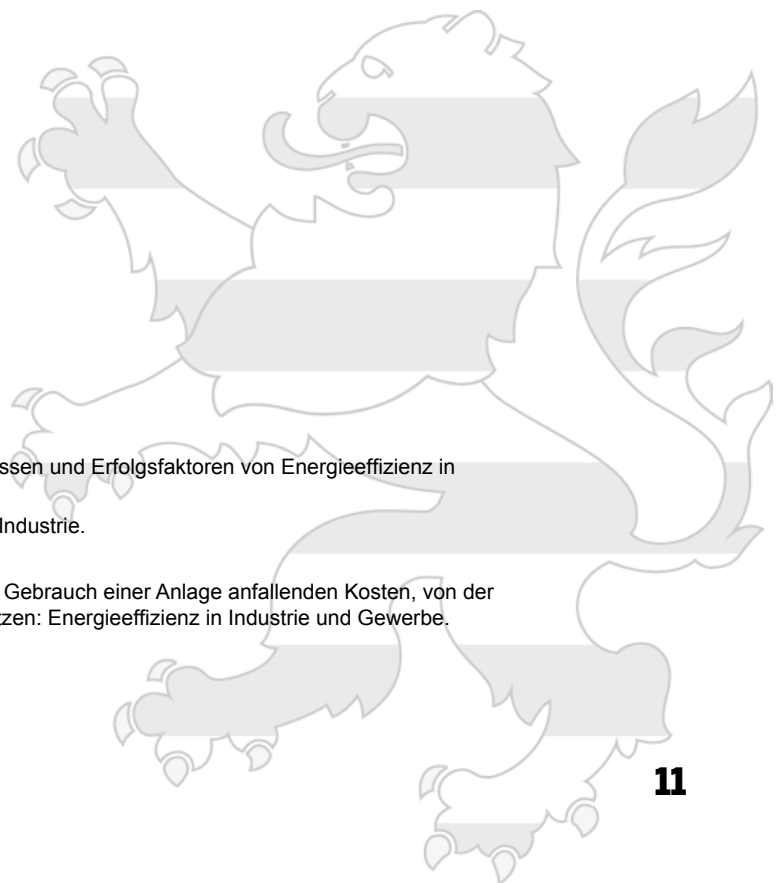 ssen und Erfolgsfaktoren von Energieeffizienz in
Industrie.
Gebrauch einer Anlage anfallenden Kosten, von der
tzen: Energieeffizienz in Industrie und Gewerbe.
11